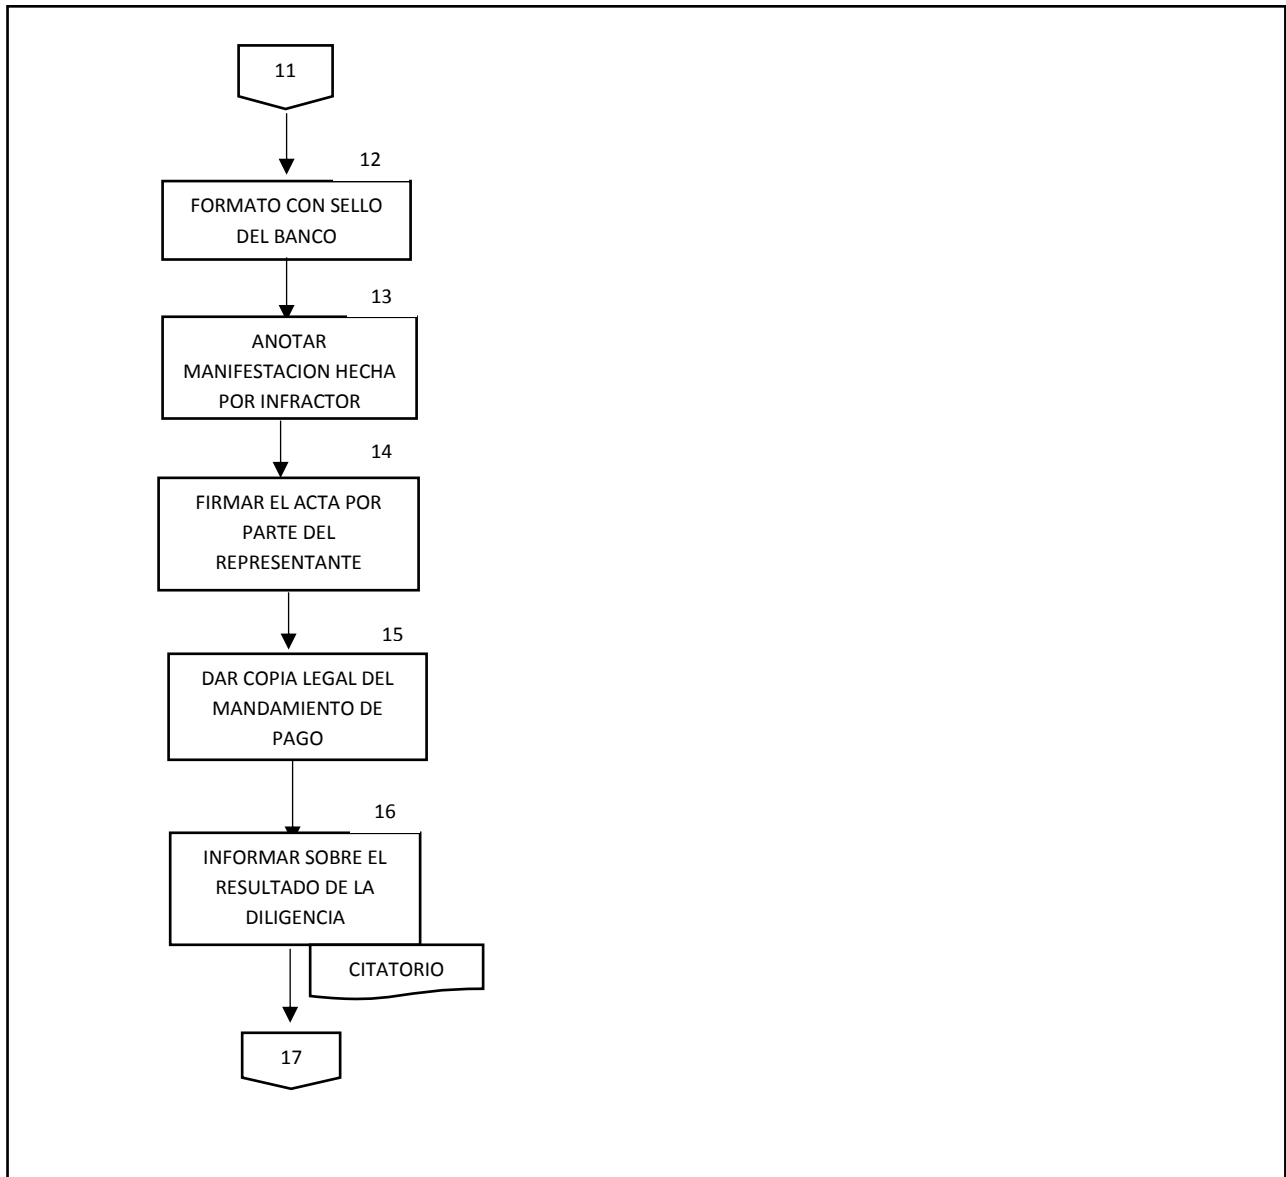 11
12
FORMATO CON SELLO
DEL BANCO
13
ANOTAR
MANIFESTACION HECHA
POR INFRACTOR
14
FIRMAR EL ACTA POR
PARTE DEL
REPRESENTANTE
15
DAR COPIA LEGAL DEL
MANDAMIENTO DE
PAGO
16
INFORMAR SOBRE EL
RESULTADO DE LA
DILIGENCIA
CITATORIO
17